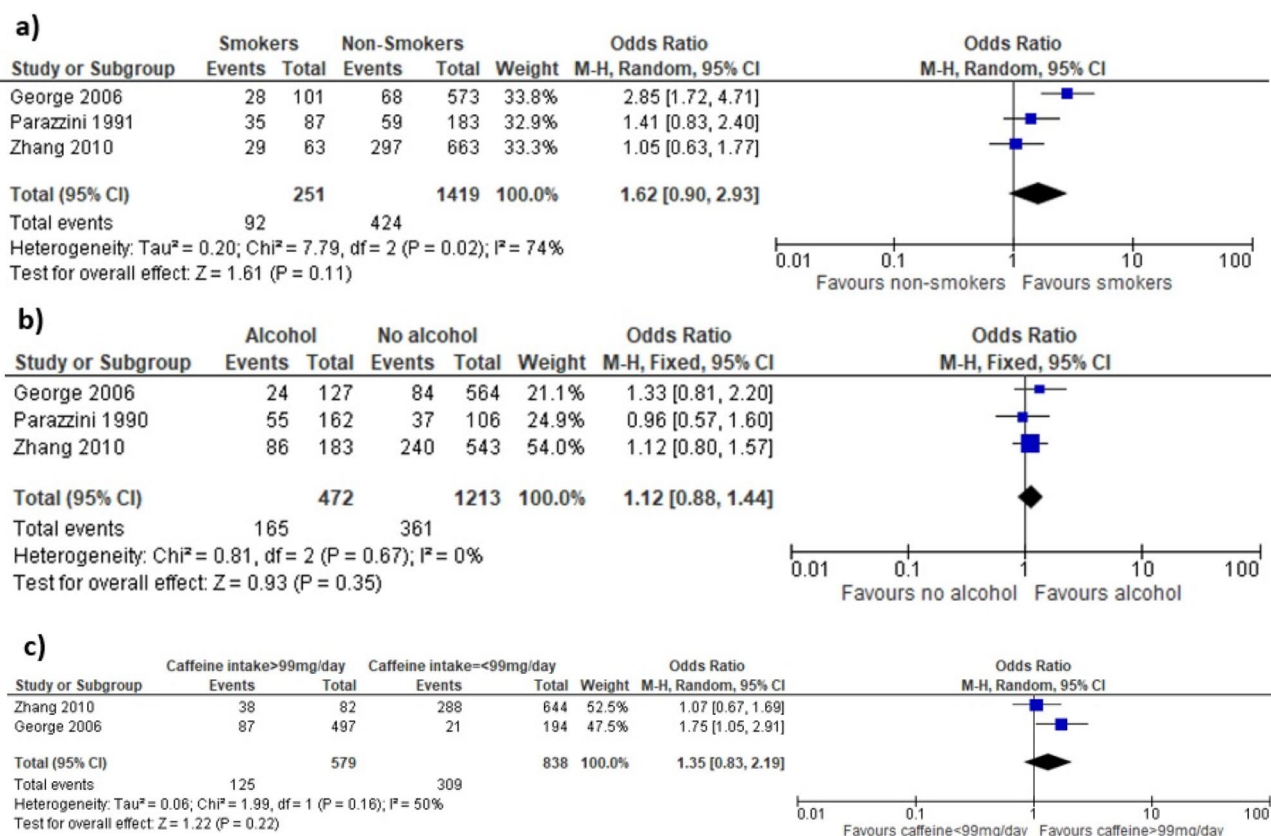 a)
Smokers Non-Smokers Odds Ratio Odds Ratio
Study or Subgroup Events Total Events Total Weight M-H, Random, 95% CI M-H, Random, 95% CI
George 2006 28 101 68 573 33.8% 2.85 [1.72, 4.71]
Parazzini 1991 35 87 59 183 32.9% 1.41 [0.83, 2.40]
Zhang 2010 29 63 297 663 33.3% 1.05 [0.63, 1.77]
Total (95% CI) 251 1419 100.0% 1.62 [0.90, 2.93]
Total events 92 424
Heterogeneity: Tau² = 0.20; Chi² = 7.79, df = 2 (P = 0.02); I² = 74%
Test for overall effect: Z = 1.61 (P = 0.11)
0.01 0.1 1 10 100
Favours non-smokers Favours smokers
b)
Alcohol No alcohol Odds Ratio Odds Ratio
Study or Subgroup Events Total Events Total Weight M-H, Fixed, 95% CI M-H, Fixed, 95% CI
George 2006 24 127 84 564 21.1% 1.33 [0.81, 2.20]
Parazzini 1990 55 162 37 106 24.9% 0.96 [0.57, 1.60]
Zhang 2010 86 183 240 543 54.0% 1.12 [0.80, 1.57]
Total (95% CI) 472 1213 100.0% 1.12 [0.88, 1.44]
Total events 165 361
Heterogeneity: Chi² = 0.81, df = 2 (P = 0.67); I² = 0%
Test for overall effect: Z = 0.93 (P = 0.35)
0.01 0.1 1 10 100
Favours no alcohol Favours alcohol
c)
Caffeine intake>99mg/day Caffeine intake=<99mg/day Odds Ratio Odds Ratio
Study or Subgroup Events Total Events Total Weight M-H, Random, 95% CI M-H, Random, 95% CI
Zhang 2010 38 82 288 644 52.5% 1.07 [0.67, 1.69]
George 2006 87 497 21 194 47.5% 1.75 [1.05, 2.91]
Total (95% CI) 579 838 100.0% 1.35 [0.83, 2.19]
Total events 125 309
Heterogeneity: Tau² = 0.06; Chi² = 1.99, df = 1 (P = 0.16); I² = 50%
Test for overall effect: Z = 1.22 (P = 0.22)
0.01 0.1 1 10 100
Favours caffeine<99mg/day Favours caffeine>99mg/day